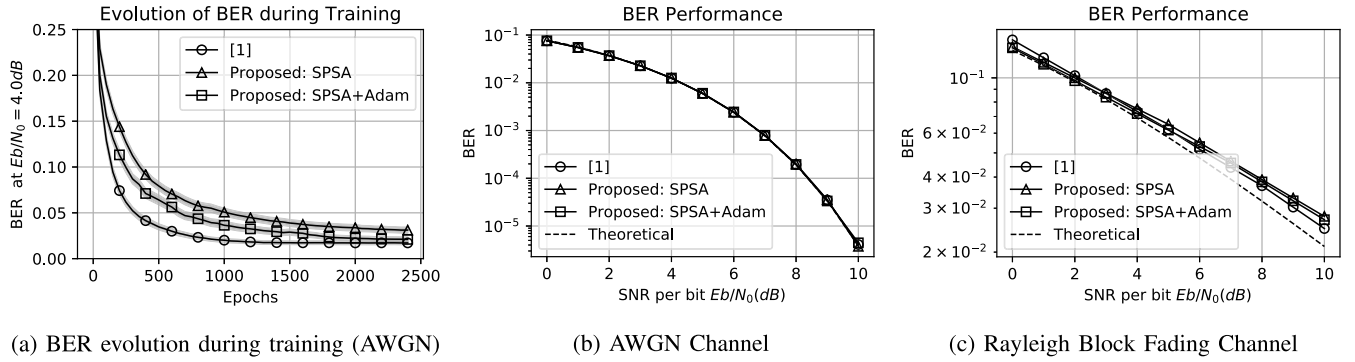 Evolution of BER during Training
BER at Eb/N₀ = 4.0dB
0.25
0.20
0.15
0.10
0.05
0.00
[1]
Proposed: SPSA
Proposed: SPSA+Adam
0 500 1000 1500 2000 2500
Epochs
(a) BER evolution during training (AWGN)
BER Performance
BER
10⁻¹
10⁻²
10⁻³
10⁻⁴
10⁻⁵
[1]
Proposed: SPSA
Proposed: SPSA+Adam
Theoretical
0 2 4 6 8 10
SNR per bit Eb/N₀(dB)
(b) AWGN Channel
BER Performance
BER
10⁻¹
6 × 10⁻²
4 × 10⁻²
3 × 10⁻²
2 × 10⁻²
[1]
Proposed: SPSA
Proposed: SPSA+Adam
Theoretical
0 2 4 6 8 10
SNR per bit Eb/N₀(dB)
(c) Rayleigh Block Fading Channel